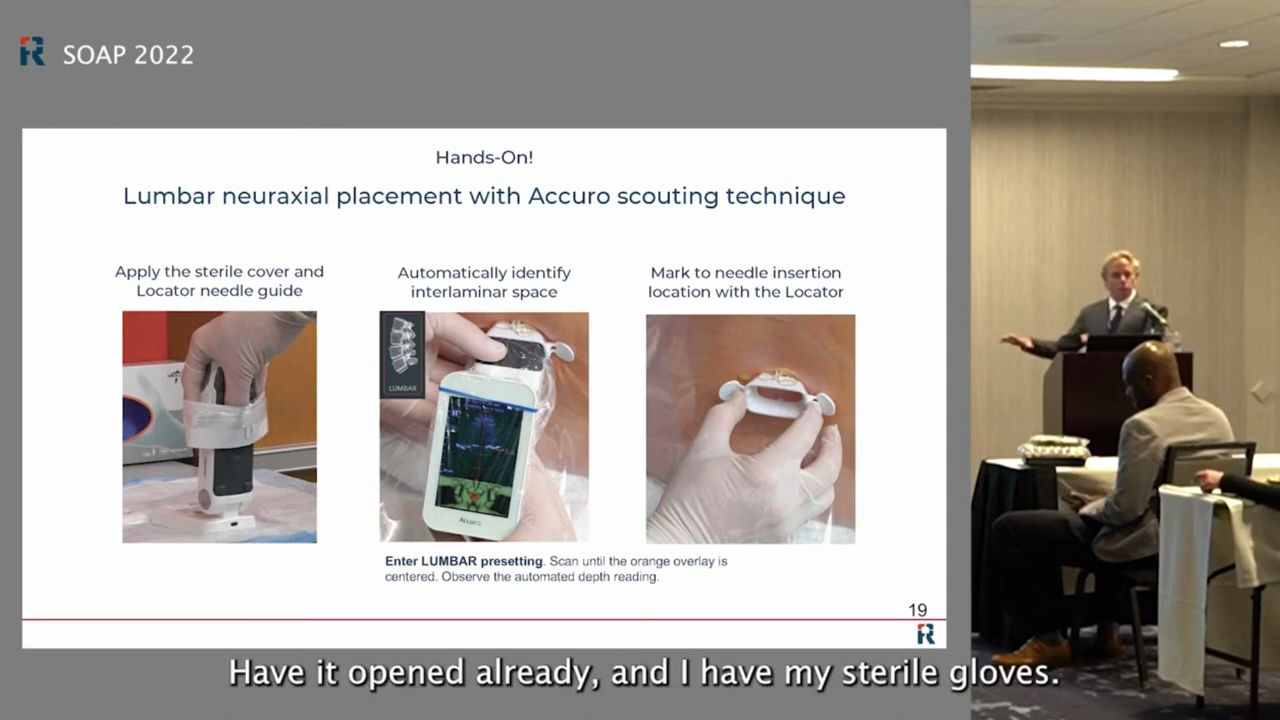 SOAP 2022
Hands-On!
Lumbar neuraxial placement with Accuro scouting technique
Apply the sterile cover and
Locator needle guide
Automatically identify
interlaminar space
Mark to needle insertion
location with the Locator
LUMBAR
Accuro
Enter LUMBAR presetting. Scan until the orange overlay is
centered. Observe the automated depth reading.
19
Have it opened already, and I have my sterile gloves.